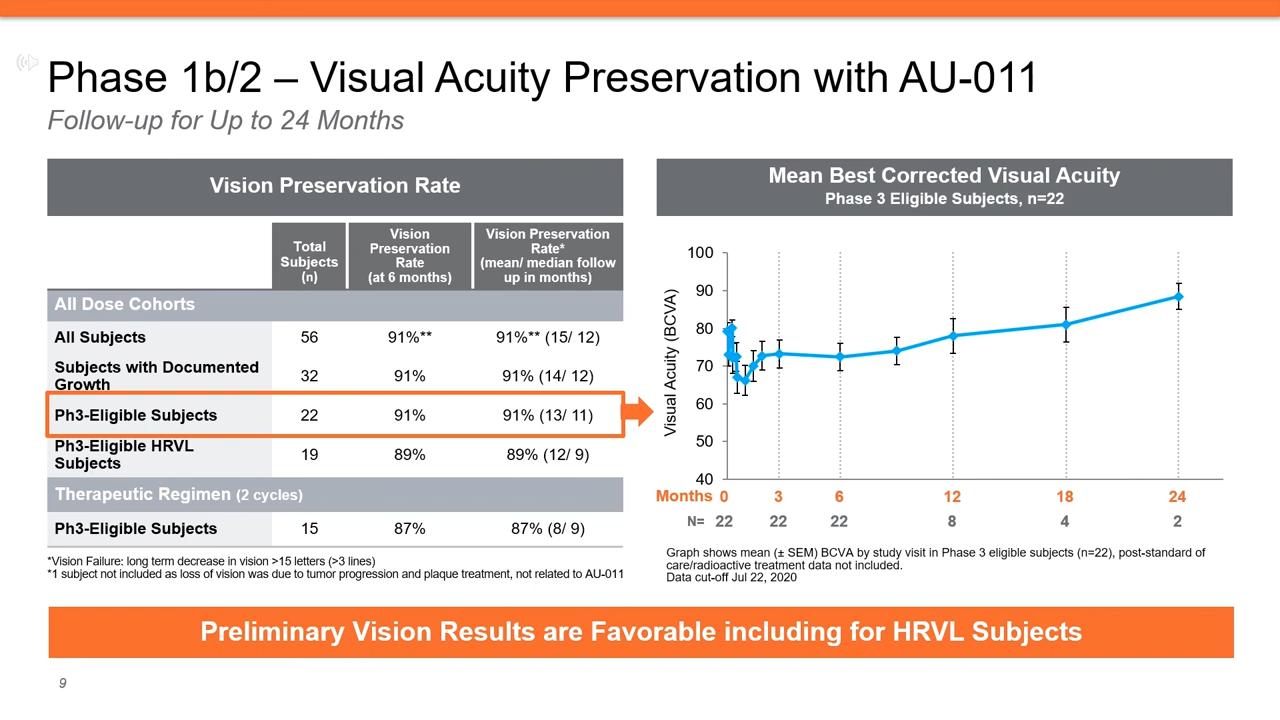 Phase 1b/2 – Visual Acuity Preservation with AU-011
Follow-up for Up to 24 Months
Vision Preservation Rate
Total
Subjects
(n)
Vision
Preservation
Rate
(at 6 months)
Vision Preservation
Rate*
(mean/ median follow
up in months)
All Dose Cohorts
All Subjects 56 91%** 91%** (15/ 12)
Subjects with Documented
Growth 32 91% 91% (14/ 12)
Ph3-Eligible Subjects 22 91% 91% (13/ 11)
Ph3-Eligible HRVL
Subjects 19 89% 89% (12/ 9)
Therapeutic Regimen (2 cycles)
Ph3-Eligible Subjects 15 87% 87% (8/ 9)
*Vision Failure: long term decrease in vision >15 letters (>3 lines)
*1 subject not included as loss of vision was due to tumor progression and plaque treatment, not related to AU-011
Mean Best Corrected Visual Acuity
Phase 3 Eligible Subjects, n=22
Visual Acuity (BCVA)
100
90
80
70
60
50
40
Months 0 3 6 12 18 24
N= 22 22 22 8 4 2
Graph shows mean (± SEM) BCVA by study visit in Phase 3 eligible subjects (n=22), post-standard of
care/radioactive treatment data not included.
Data cut-off Jul 22, 2020
Preliminary Vision Results are Favorable including for HRVL Subjects
9